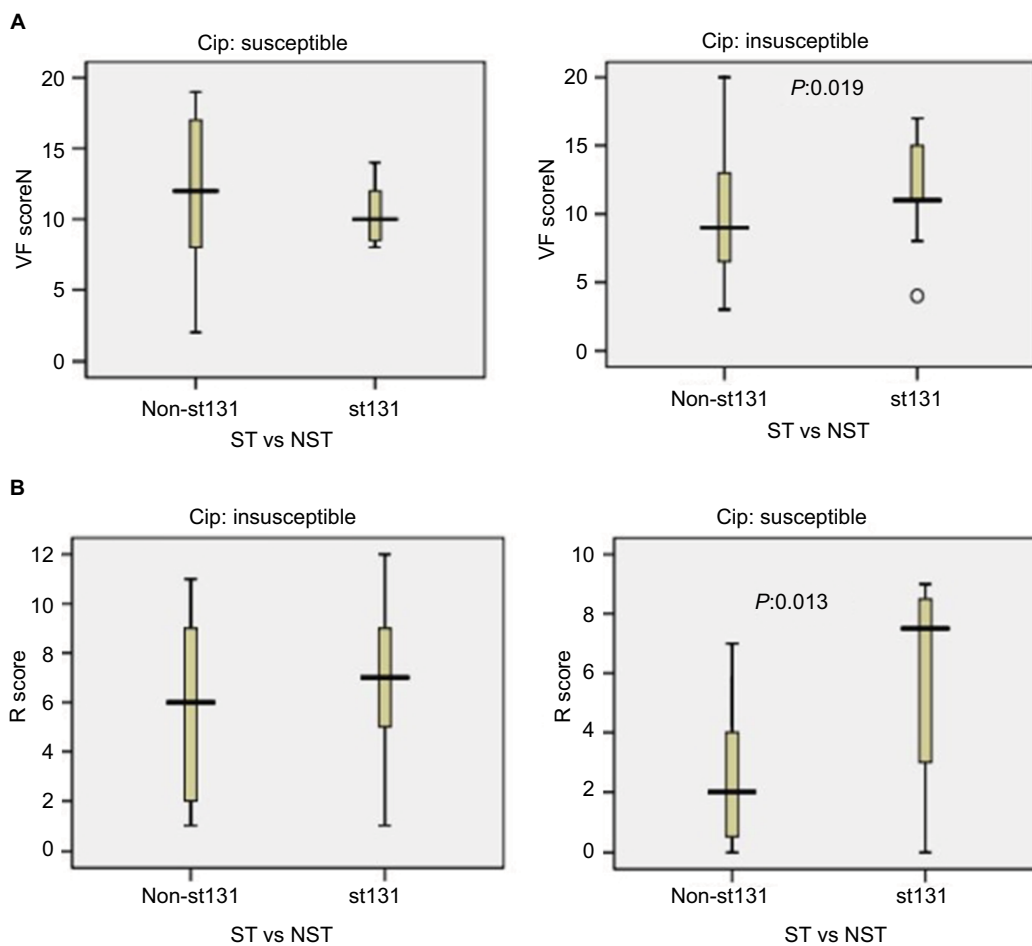 A
Cip: susceptible
20
15
10
5
0
VF scoreN
Non-st131 st131
ST vs NST
Cip: insusceptible
P:0.019
20
15
10
5
0
VF scoreN
Non-st131 st131
ST vs NST
B
Cip: insusceptible
12
10
8
6
4
2
0
R score
Non-st131 st131
ST vs NST
Cip: susceptible
P:0.013
10
8
6
4
2
0
R score
Non-st131 st131
ST vs NST